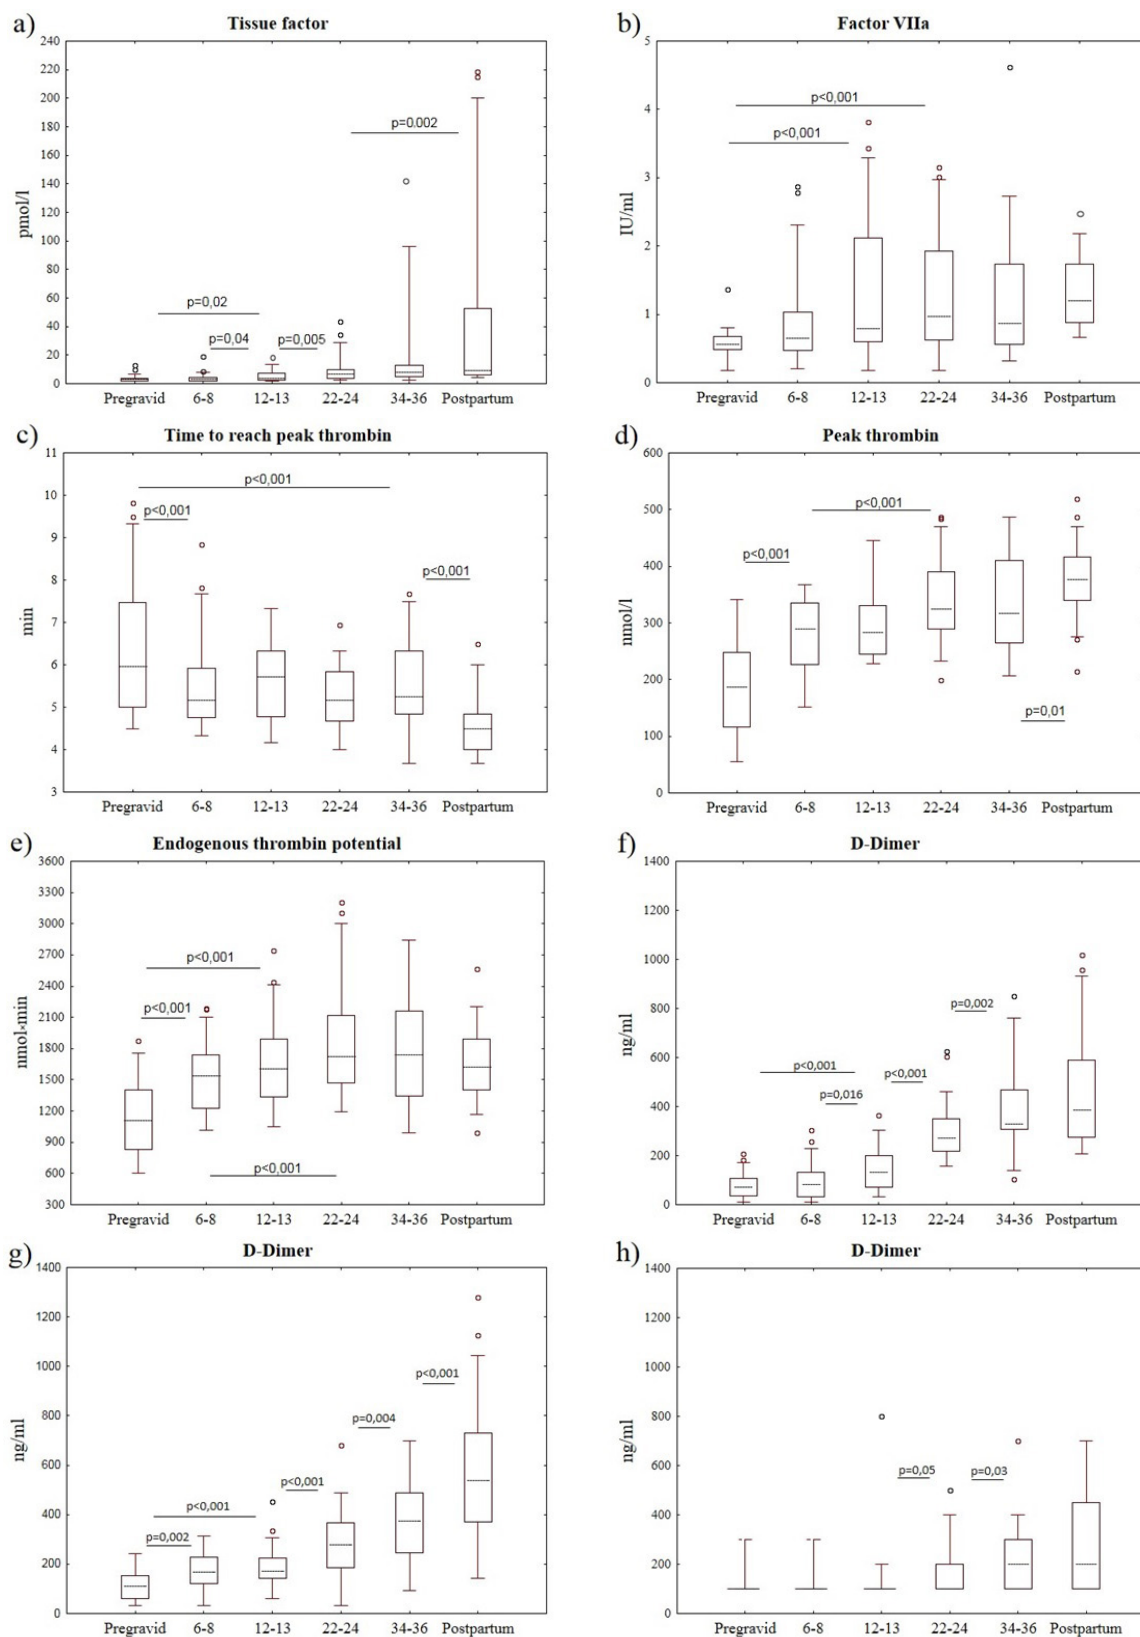 a) Tissue factor
240
220
200
180
160
140
120
100
80
60
40
20
0
pmol/l
p=0.002
p=0,02
p=0,04
p=0,005
Pregravid 6-8 12-13 22-24 34-36 Postpartum
b) Factor VIIa
5
4
3
2
1
0
IU/ml
p<0,001
p<0,001
Pregravid 6-8 12-13 22-24 34-36 Postpartum
c) Time to reach peak thrombin
11
10
9
8
7
6
5
4
3
min
p<0,001
p<0,001
p<0,001
Pregravid 6-8 12-13 22-24 34-36 Postpartum
d) Peak thrombin
600
500
400
300
200
100
0
nmol/l
p<0,001
p<0,001
p=0,01
Pregravid 6-8 12-13 22-24 34-36 Postpartum
e) Endogenous thrombin potential
3600
3300
3000
2700
2400
2100
1800
1500
1200
900
600
300
nmol×min
p<0,001
p<0,001
p<0,001
Pregravid 6-8 12-13 22-24 34-36 Postpartum
f) D-Dimer
1400
1200
1000
800
600
400
200
0
ng/ml
p=0,002
p<0,001
p<0,001
p=0,016
Pregravid 6-8 12-13 22-24 34-36 Postpartum
g) D-Dimer
1400
1200
1000
800
600
400
200
0
ng/ml
p<0,001
p=0,004
p<0,001
p<0,001
p=0,002
Pregravid 6-8 12-13 22-24 34-36 Postpartum
h) D-Dimer
1400
1200
1000
800
600
400
200
0
ng/ml
p=0,05
p=0,03
Pregravid 6-8 12-13 22-24 34-36 Postpartum